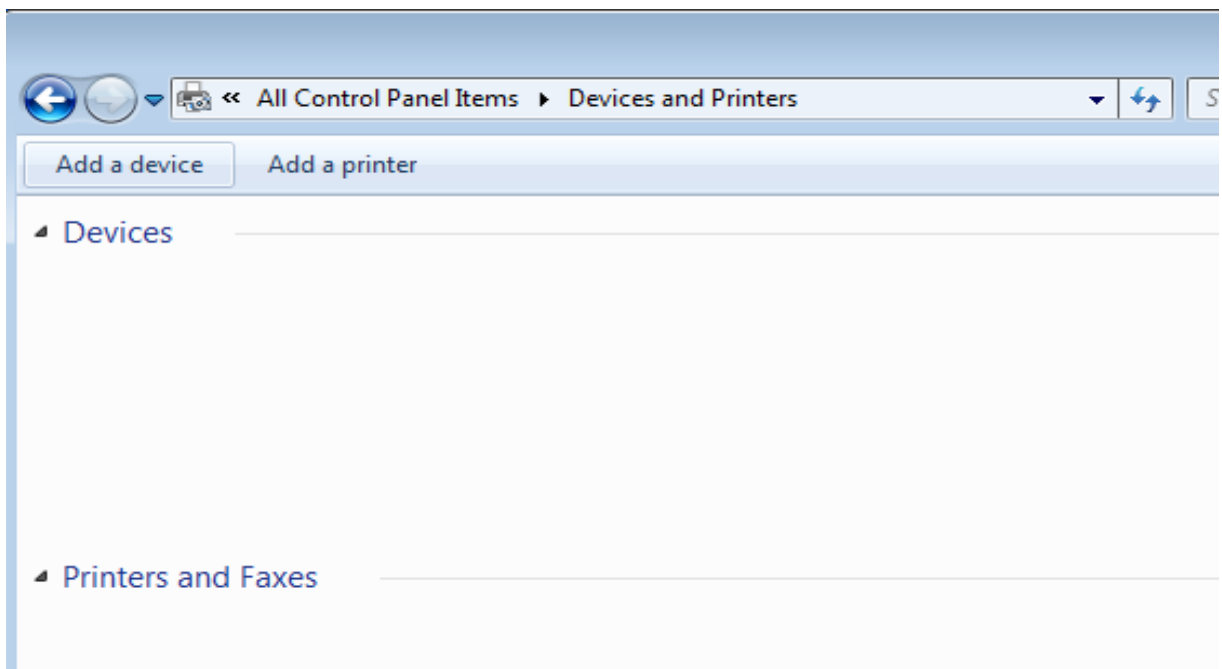 « All Control Panel Items ▸ Devices and Printers
S
Add a device Add a printer
Devices
Printers and Faxes